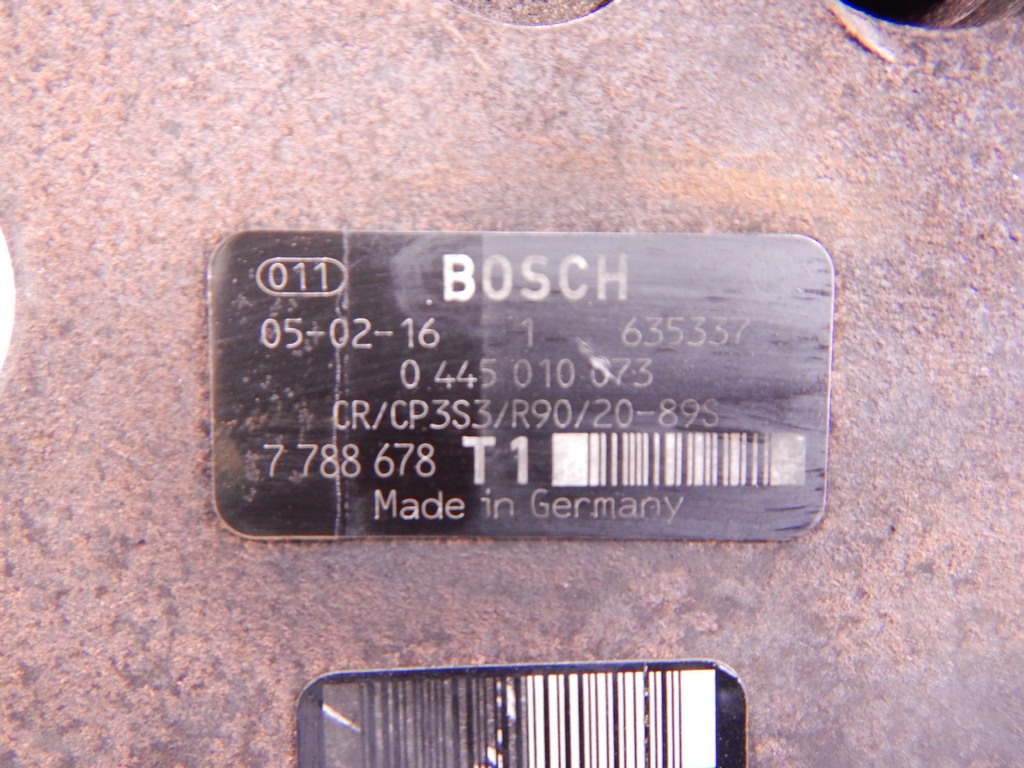 011 BOSCH
05-02-16 1 635337
0 445 010 073
CR/CP3S3/R90/20-89S
7 788 678 T1
Made in Germany